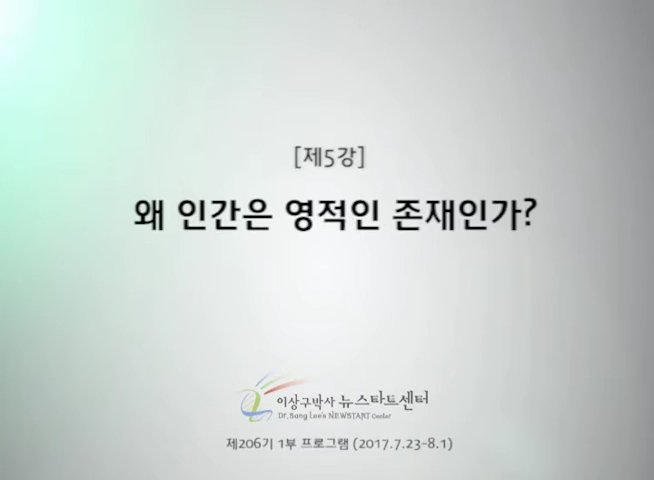 [제5강]
왜 인간은 영적인 존재인가?
이상구박사 뉴스타트센터
Dr. Sang Lee's NEWSTART Center
제206기 1부 프로그램 (2017.7.23-8.1)